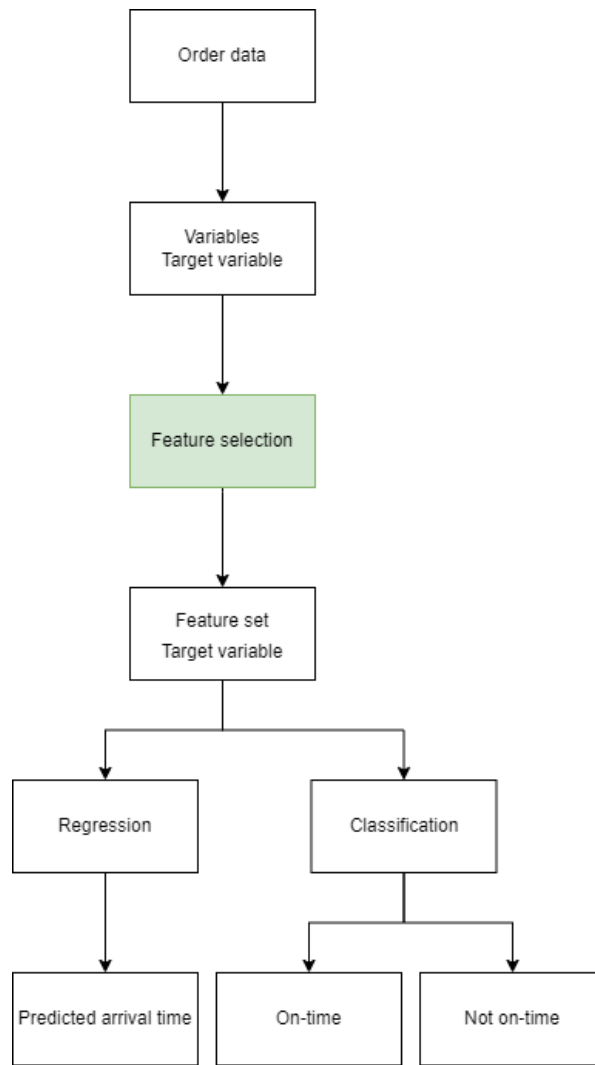 Order data
Variables
Target variable
Feature selection
Feature set
Target variable
Regression
Classification
Predicted arrival time
On-time
Not on-time